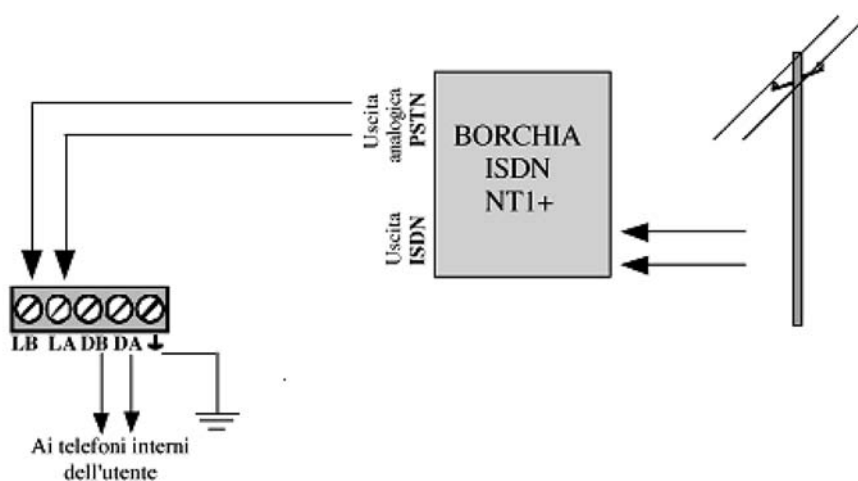 Uscita
analogica
PSTN
BORCHIA
ISDN
NT1+
Uscita
ISDN
LB LA DB DA
Ai telefoni interni
dell'utente